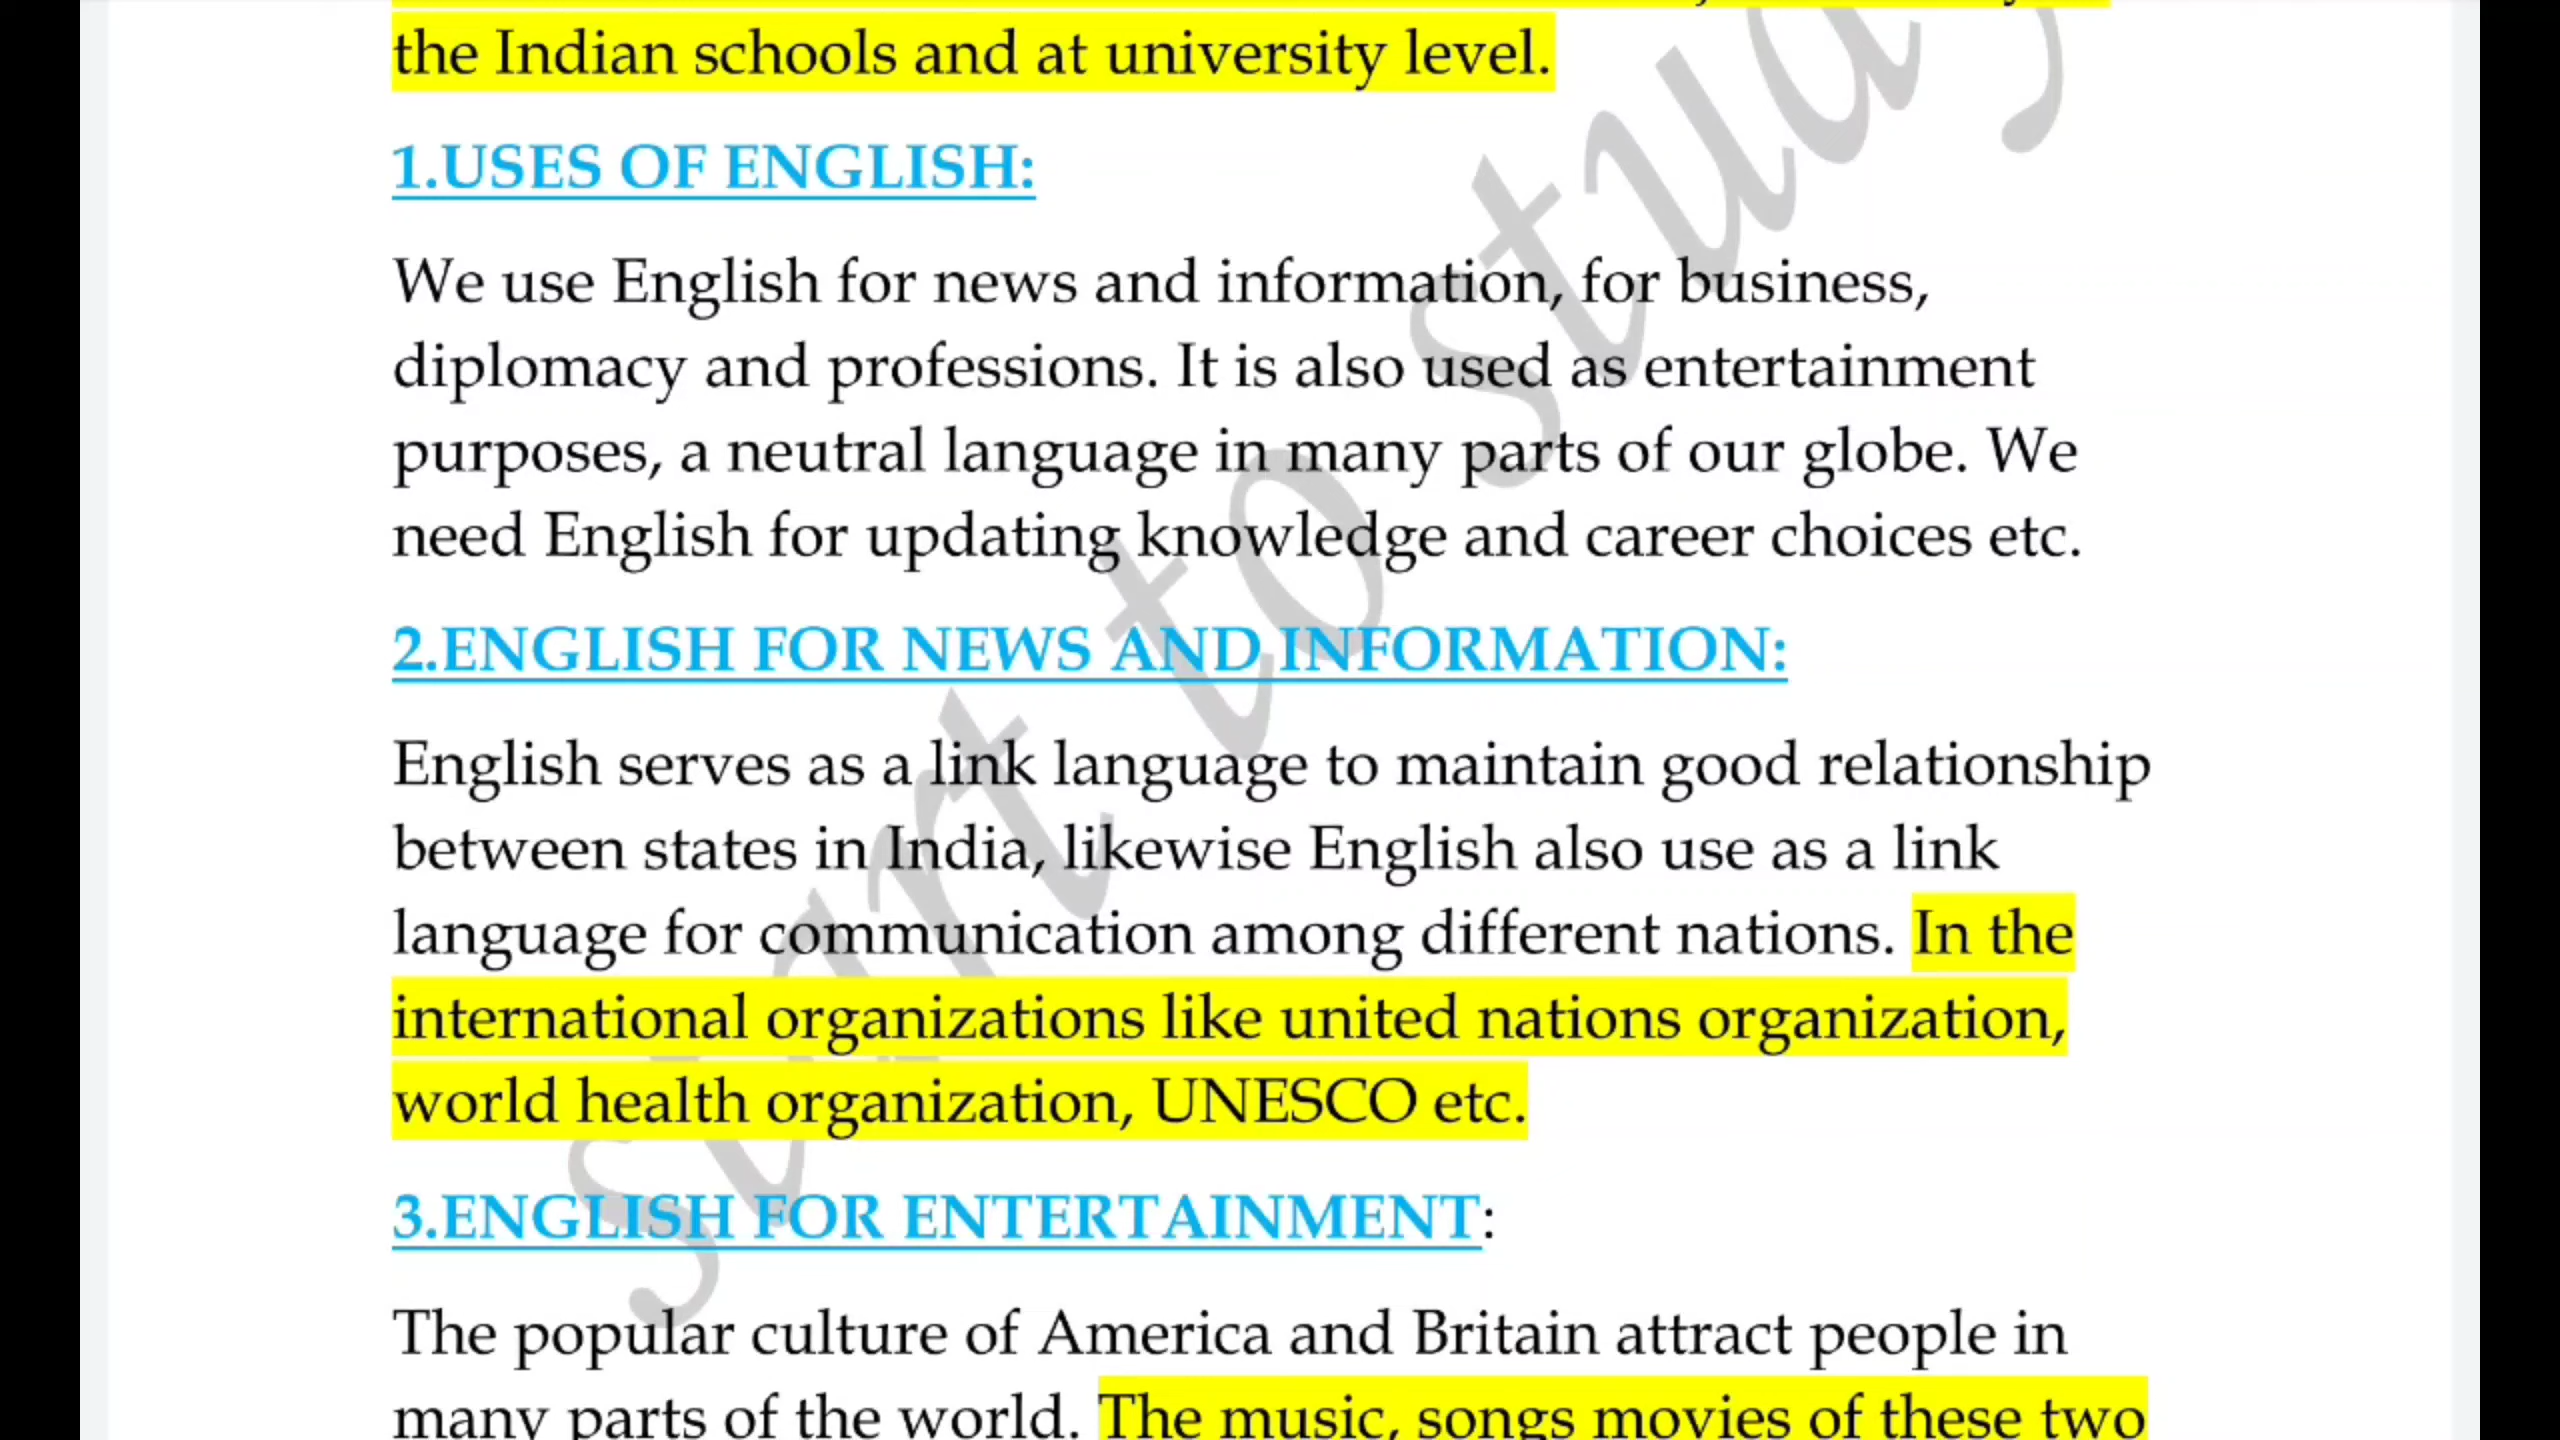 the Indian schools and at university level.
1.USES OF ENGLISH:
We use English for news and information, for business,
diplomacy and professions. It is also used as entertainment
purposes, a neutral language in many parts of our globe. We
need English for updating knowledge and career choices etc.
2.ENGLISH FOR NEWS AND INFORMATION:
English serves as a link language to maintain good relationship
between states in India, likewise English also use as a link
language for communication among different nations. In the
international organizations like united nations organization,
world health organization, UNESCO etc.
3.ENGLISH FOR ENTERTAINMENT:
The popular culture of America and Britain attract people in
many parts of the world. The music, songs movies of these two
start to study